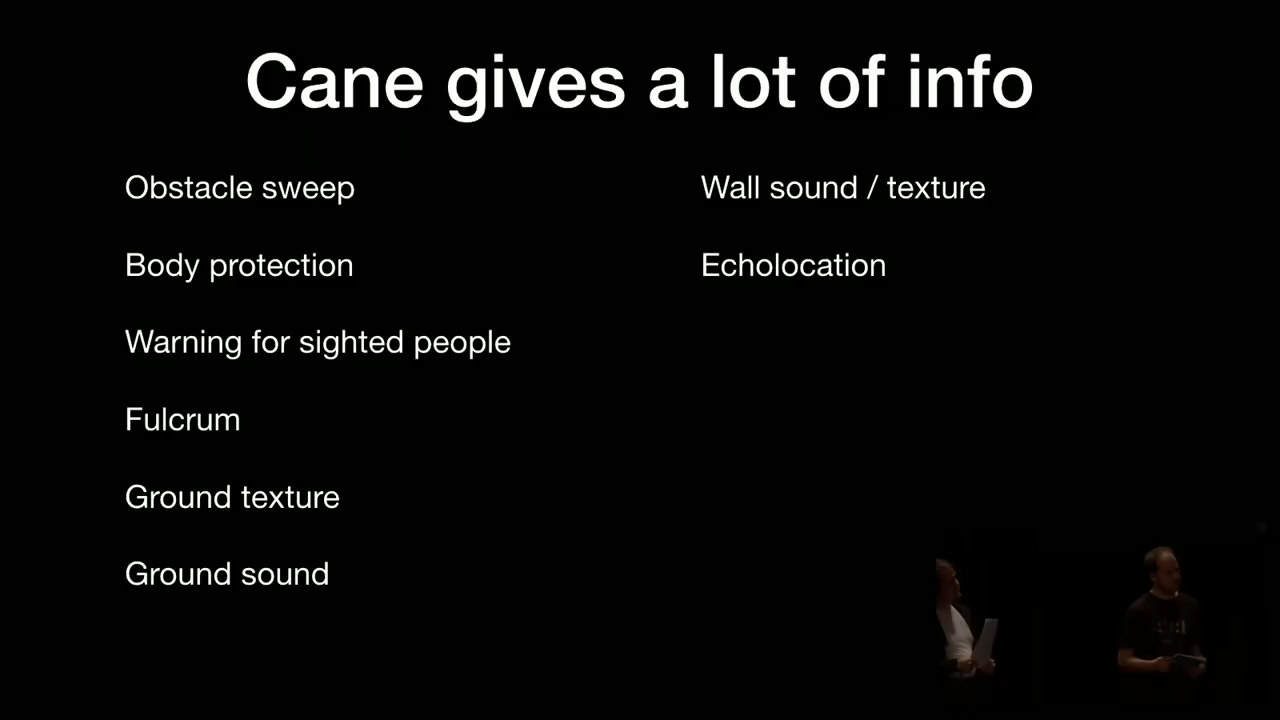 Cane gives a lot of info
Obstacle sweep
Body protection
Warning for sighted people
Fulcrum
Ground texture
Ground sound
Wall sound / texture
Echolocation